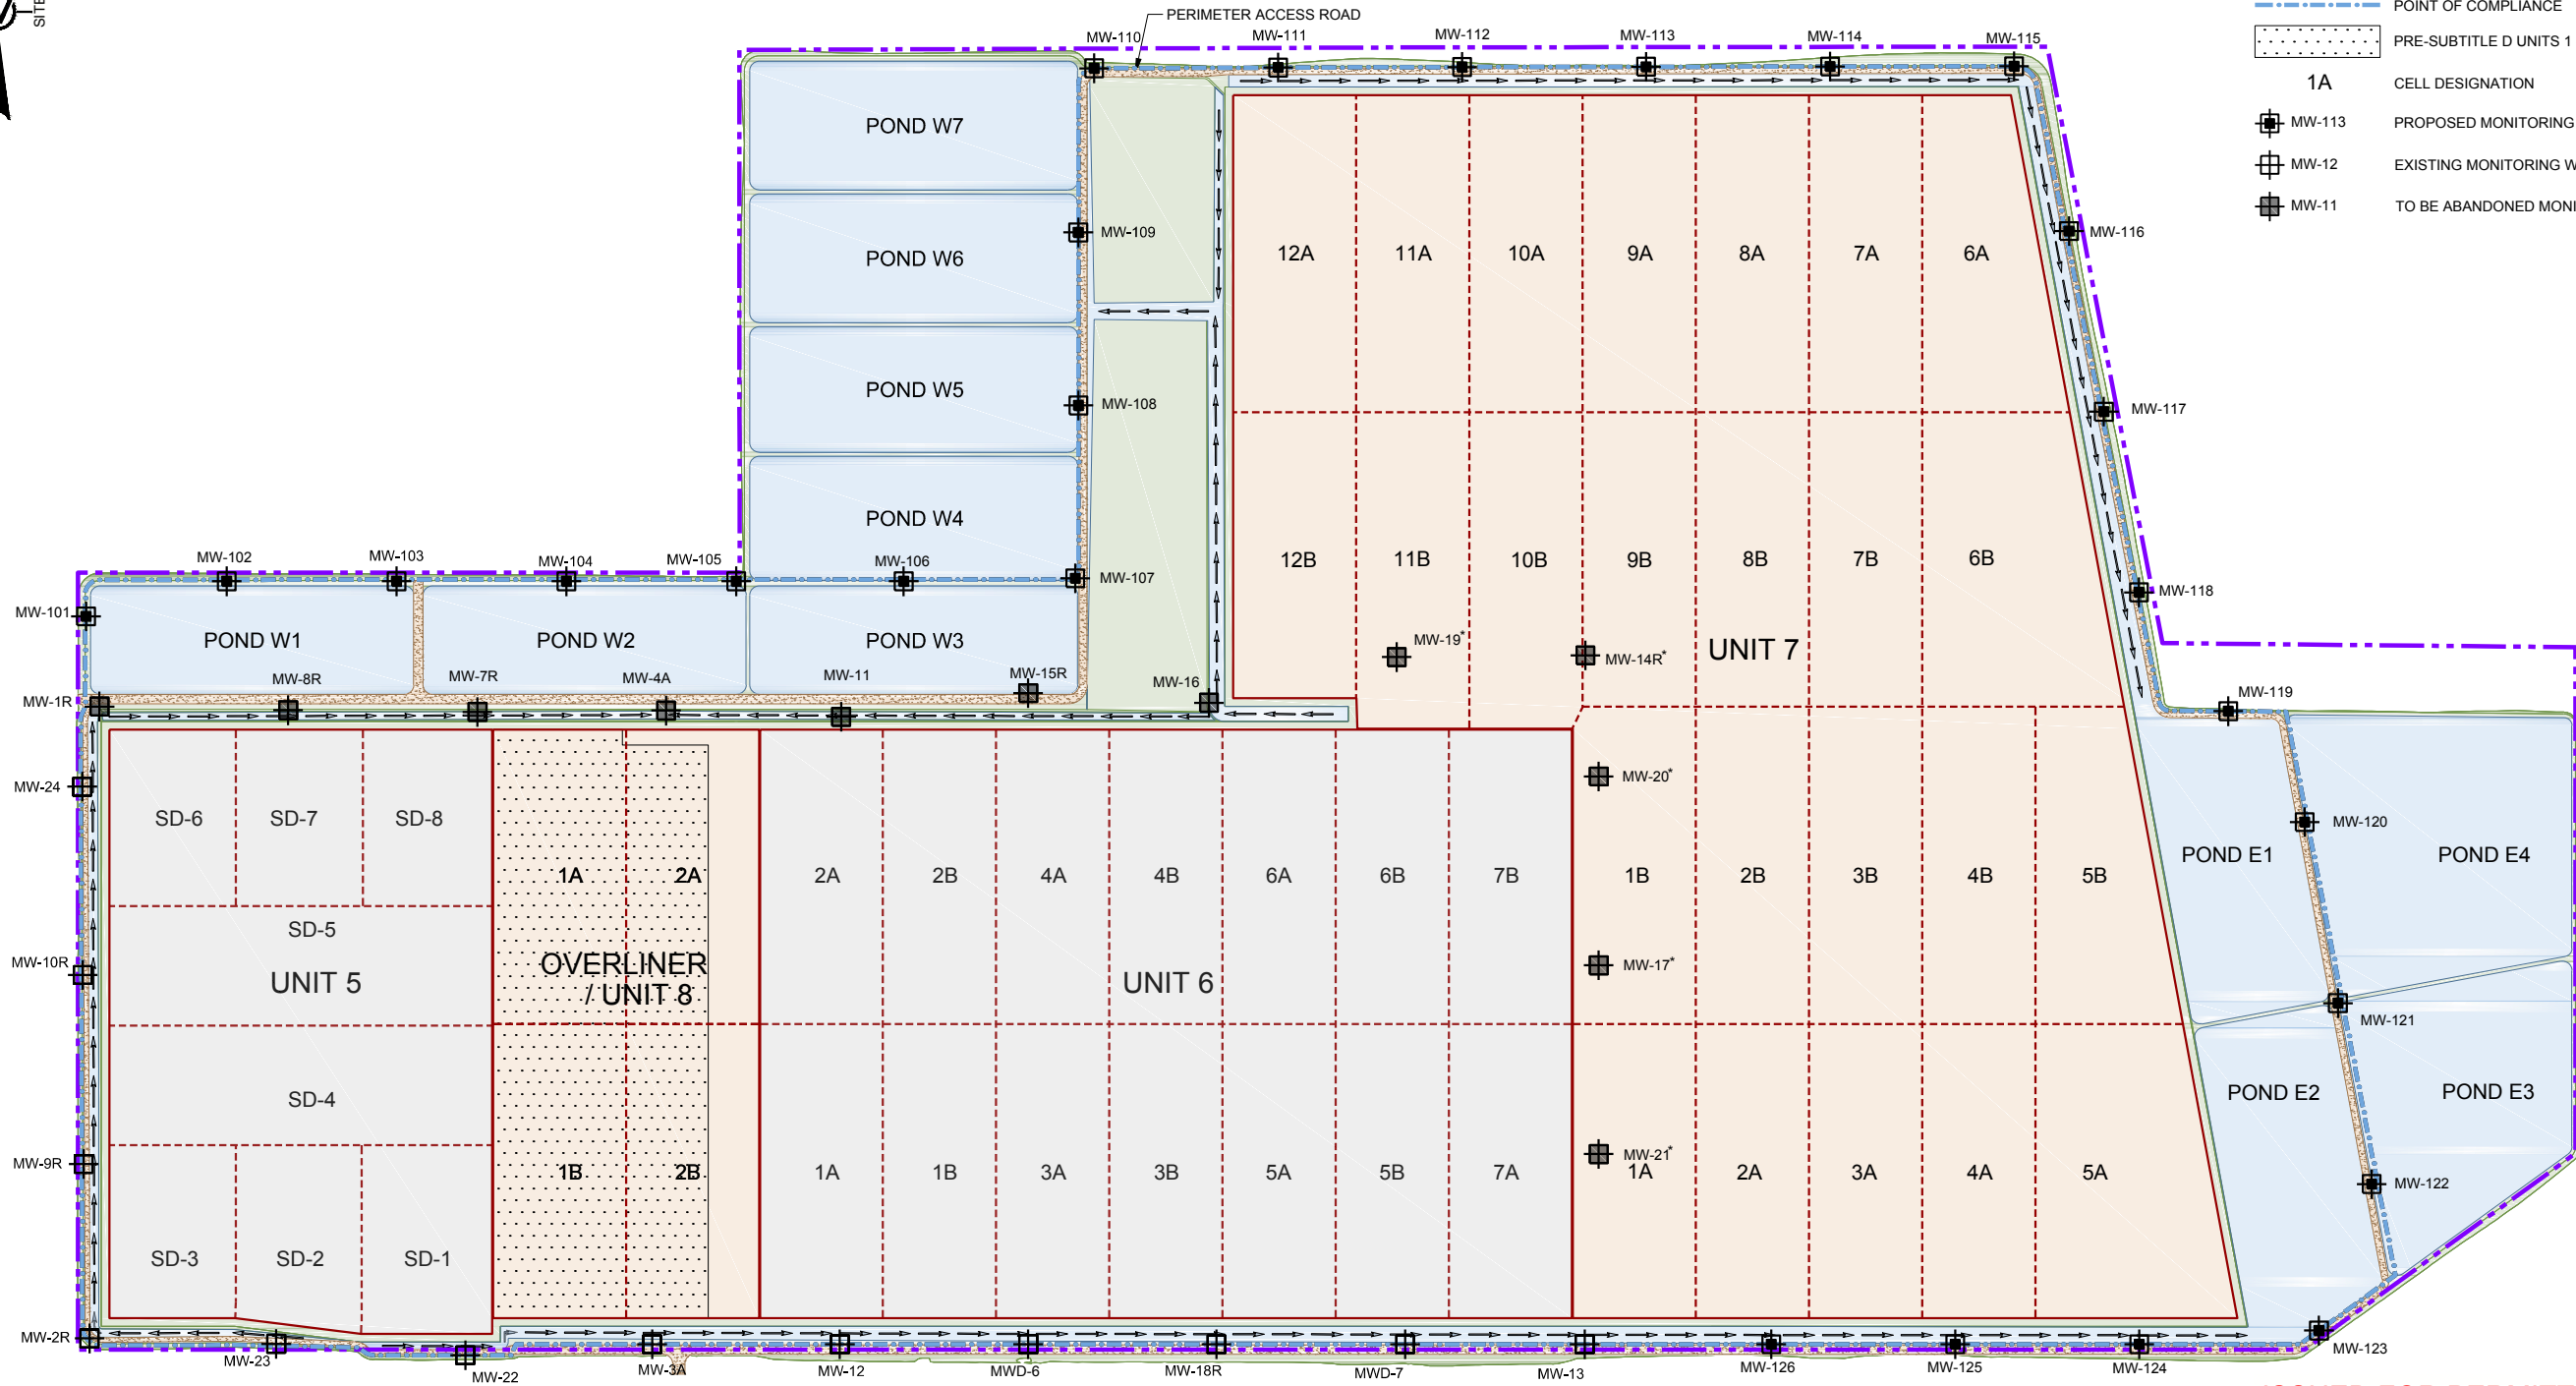 SITE
PERIMETER ACCESS ROAD
POINT OF COMPLIANCE
PRE-SUBTITLE D UNITS 1
1A CELL DESIGNATION
MW-113 PROPOSED MONITORING
MW-12 EXISTING MONITORING W
MW-11 TO BE ABANDONED MONI
MW-110
MW-111
MW-112
MW-113
MW-114
MW-115
POND W7
MW-109
MW-116
POND W6
12A
11A
10A
9A
8A
7A
6A
POND W5
MW-108
MW-117
POND W4
MW-102
MW-103
MW-104
MW-105
MW-106
MW-107
12B
11B
10B
9B
8B
7B
6B
MW-118
MW-101
POND W1
POND W2
POND W3
MW-19*
MW-14R*
UNIT 7
MW-1R
MW-8R
MW-7R
MW-4A
MW-11
MW-15R
MW-16
MW-119
MW-24
MW-20*
SD-6
SD-7
SD-8
MW-120
POND E1
POND E4
1A
2A
2A
2B
4A
4B
6A
6B
7B
1B
2B
3B
4B
5B
SD-5
MW-10R
UNIT 5
OVERLINER
/ UNIT 8
UNIT 6
MW-17*
MW-121
SD-4
POND E2
POND E3
MW-9R
1B
2B
1A
1B
3A
3B
5A
5B
7A
MW-21*
1A
2A
3A
4A
5A
MW-122
SD-3
SD-2
SD-1
MW-2R
MW-23
MW-22
MW-3A
MW-12
MWD-6
MW-18R
MWD-7
MW-13
MW-126
MW-125
MW-124
MW-123